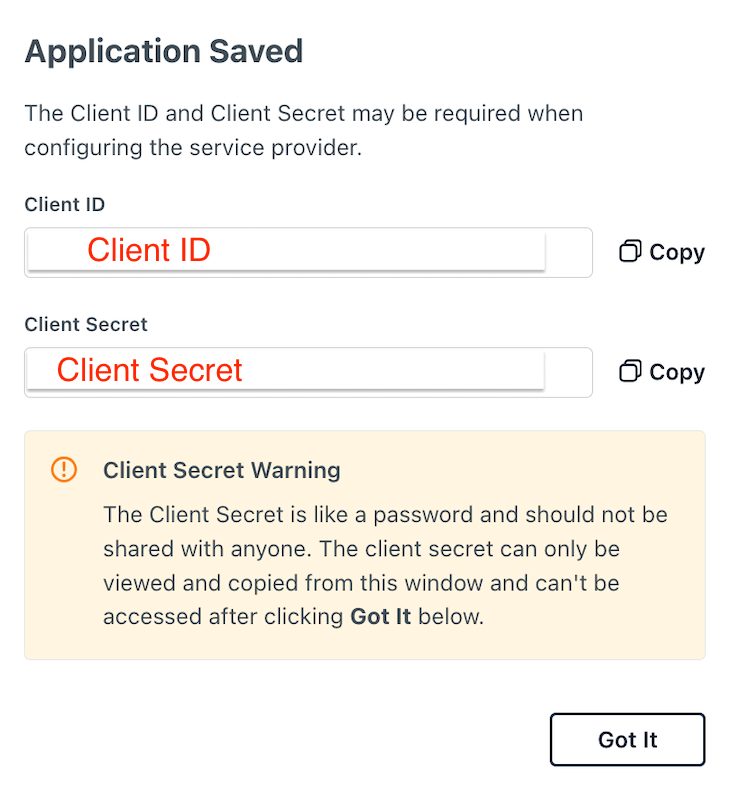 Application Saved
The Client ID and Client Secret may be required when
configuring the service provider.
Client ID
Client ID
Copy
Client Secret
Client Secret
Copy
Client Secret Warning
The Client Secret is like a password and should not be
shared with anyone. The client secret can only be
viewed and copied from this window and can't be
accessed after clicking Got It below.
Got It